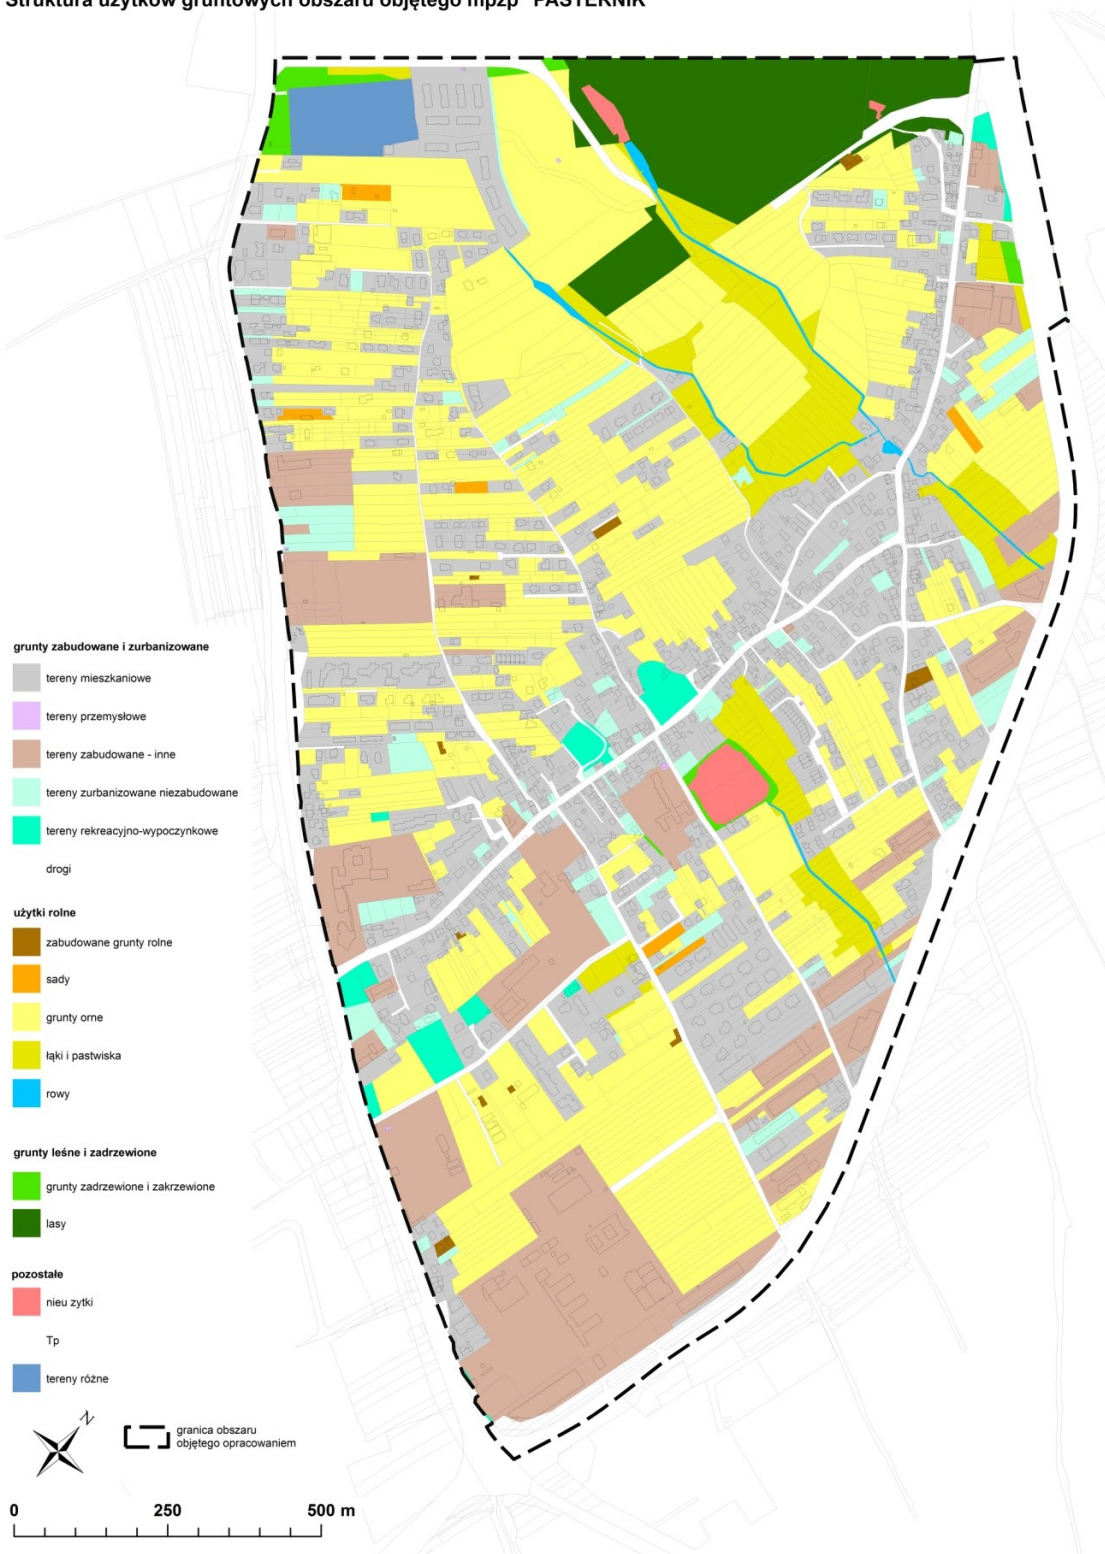 Struktura użytków gruntowych obszaru objętego mpzp "PASTERNIK"
grunty zabudowane i zurbanizowane
tereny mieszkaniowe
tereny przemysłowe
tereny zabudowane - inne
tereny zurbanizowane niezabudowane
tereny rekreacyjno-wypoczynkowe
drogi
użytki rolne
zabudowane grunty rolne
sady
grunty orne
łąki i pastwiska
rowy
grunty leśne i zadrzewione
grunty zadrzewione i zakrzewione
lasy
pozostałe
nieu zytki
Tp
tereny różne
N
granica obszaru
objętego opracowaniem
0 250 500 m